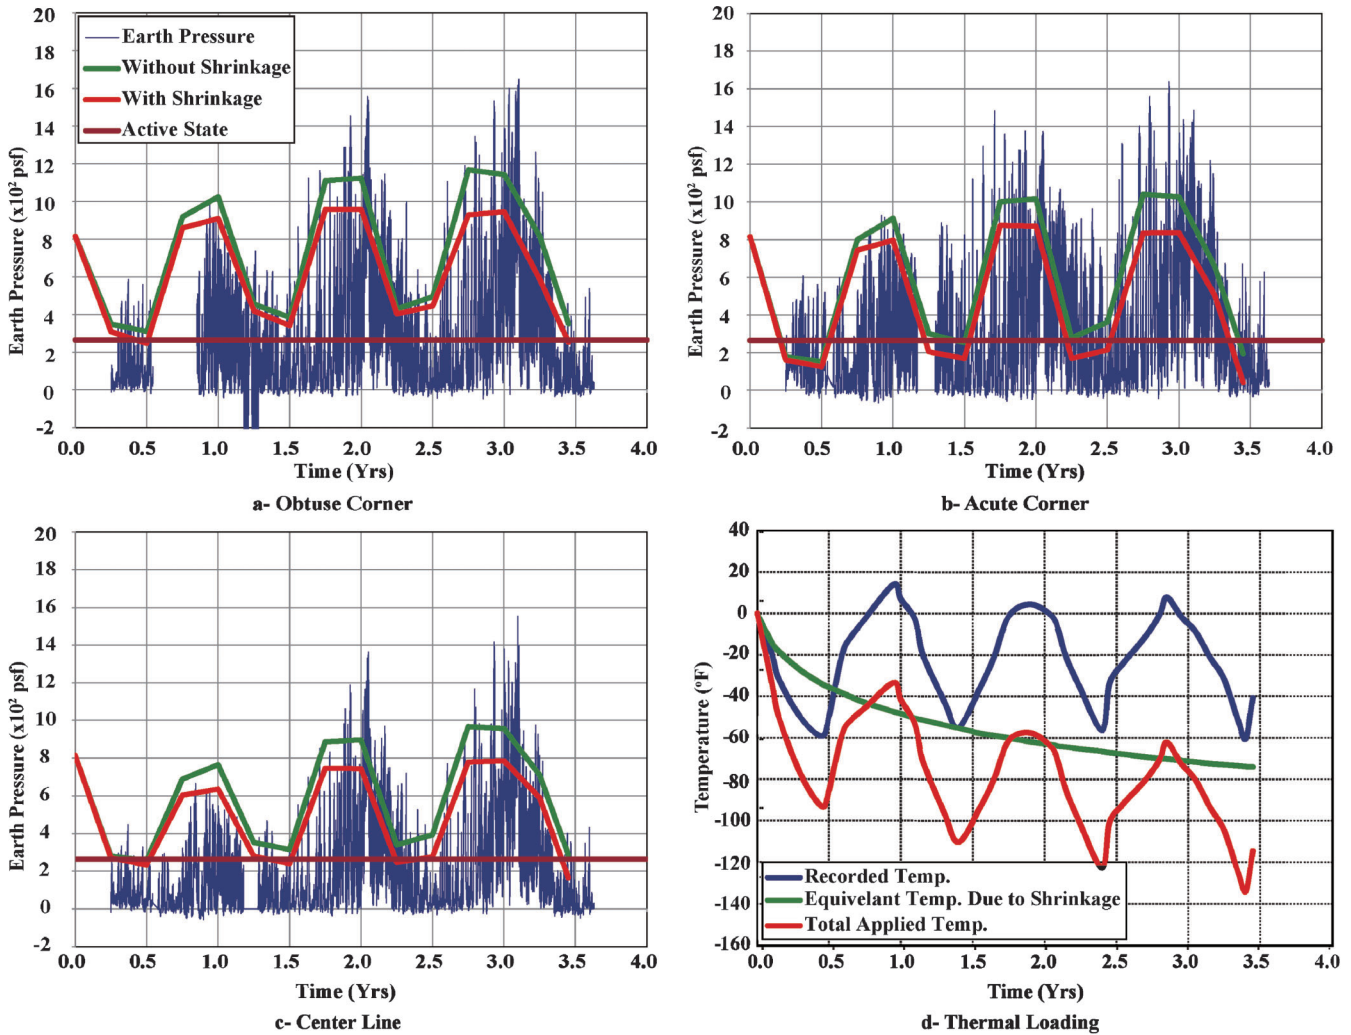 20
18
16
14
12
10
8
6
4
2
0
-2
Earth Pressure (x10² psf)
Earth Pressure
Without Shrinkage
With Shrinkage
Active State
0.0 0.5 1.0 1.5 2.0 2.5 3.0 3.5 4.0
Time (Yrs)
a- Obtuse Corner
20
18
16
14
12
10
8
6
4
2
0
-2
Earth Pressure (x10² psf)
0.0 0.5 1.0 1.5 2.0 2.5 3.0 3.5 4.0
Time (Yrs)
b- Acute Corner
20
18
16
14
12
10
8
6
4
2
0
-2
Earth Pressure (x10² psf)
0.0 0.5 1.0 1.5 2.0 2.5 3.0 3.5 4.0
Time (Yrs)
c- Center Line
40
20
0
-20
-40
-60
-80
-100
-120
-140
-160
Temperature (°F)
Recorded Temp.
Equivelant Temp. Due to Shrinkage
Total Applied Temp.
0.0 0.5 1.0 1.5 2.0 2.5 3.0 3.5 4.0
Time (Yrs)
d- Thermal Loading